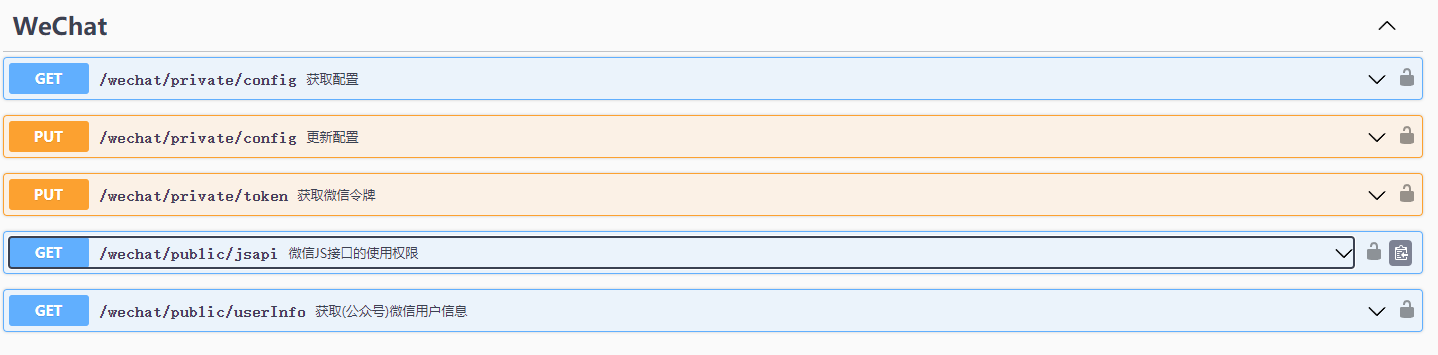 WeChat
GET /wechat/private/config 获取配置
PUT /wechat/private/config 更新配置
PUT /wechat/private/token 获取微信令牌
GET /wechat/public/jsapi 微信JS接口的使用权限
GET /wechat/public/userInfo 获取(公众号)微信用户信息